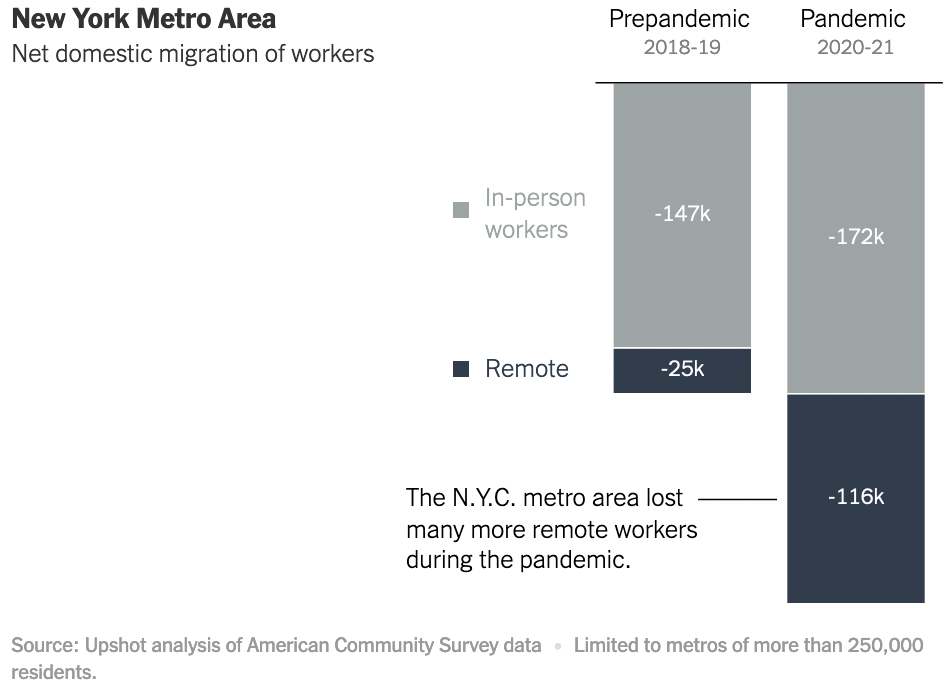 New York Metro Area
Net domestic migration of workers
Prepandemic
2018-19
Pandemic
2020-21
In-person
workers
-147k
-172k
Remote
-25k
The N.Y.C. metro area lost
many more remote workers
during the pandemic.
-116k
Source: Upshot analysis of American Community Survey data • Limited to metros of more than 250,000
residents.